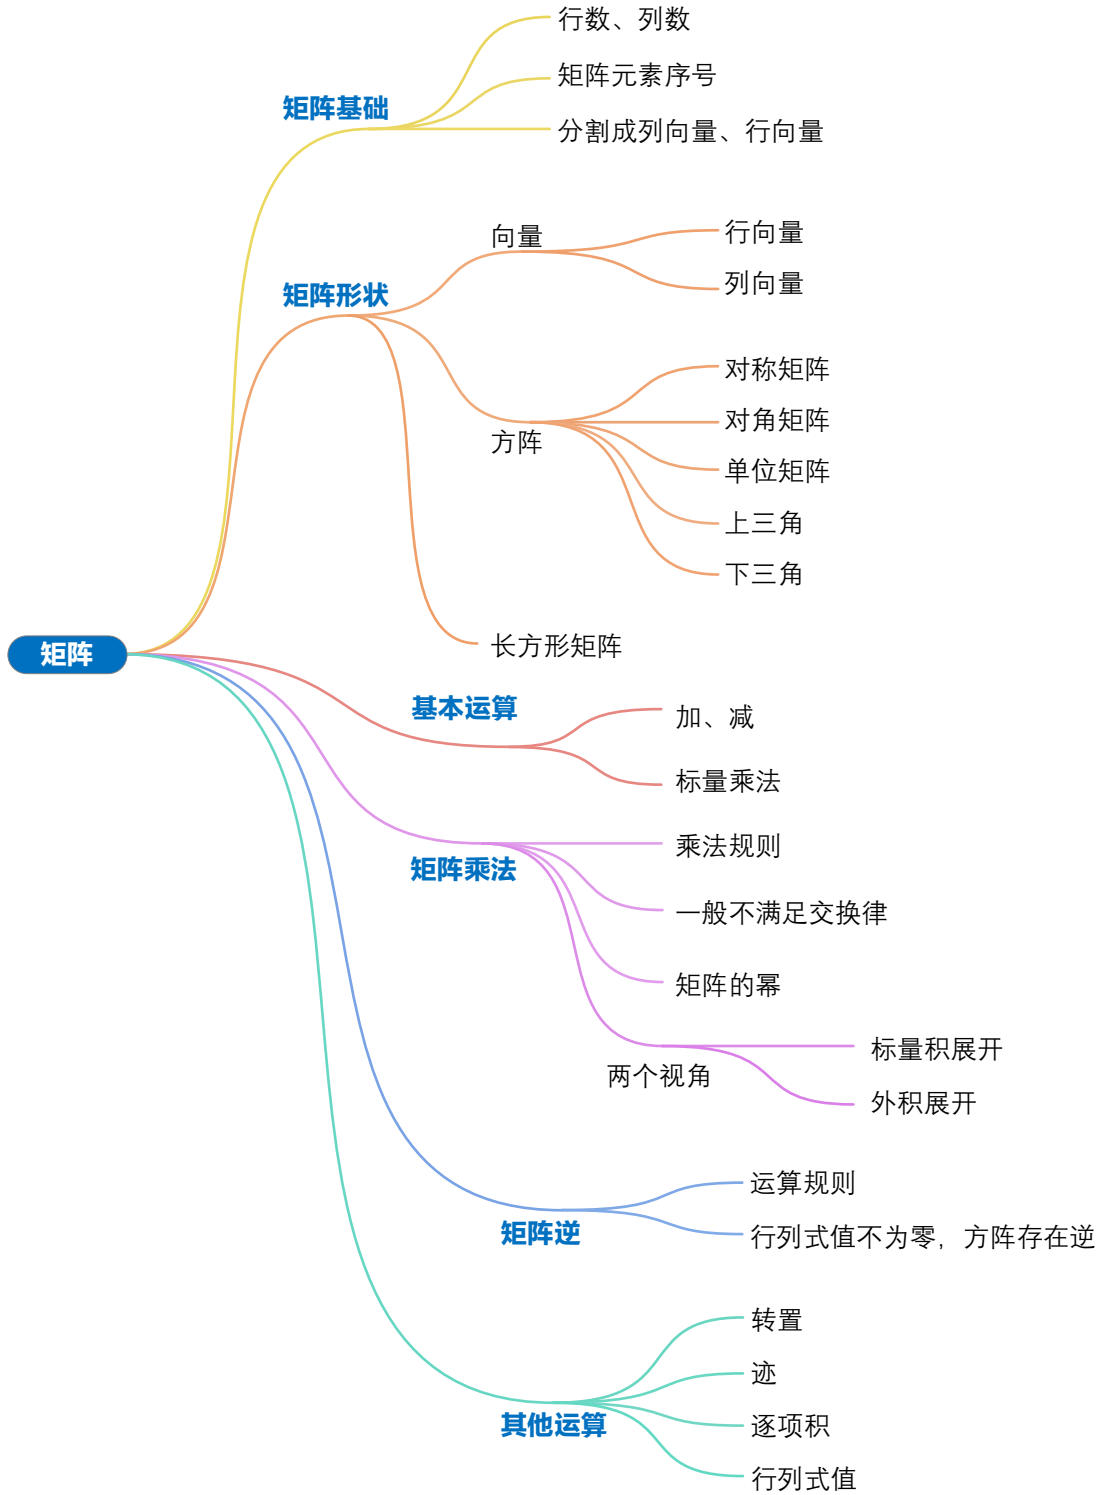 矩阵
矩阵基础
行数、列数
矩阵元素序号
分割成列向量、行向量
矩阵形状
向量
行向量
列向量
方阵
对称矩阵
对角矩阵
单位矩阵
上三角
下三角
长方形矩阵
基本运算
加、减
标量乘法
矩阵乘法
乘法规则
一般不满足交换律
矩阵的幂
两个视角
标量积展开
外积展开
矩阵逆
运算规则
行列式值不为零，方阵存在逆
其他运算
转置
迹
逐项积
行列式值